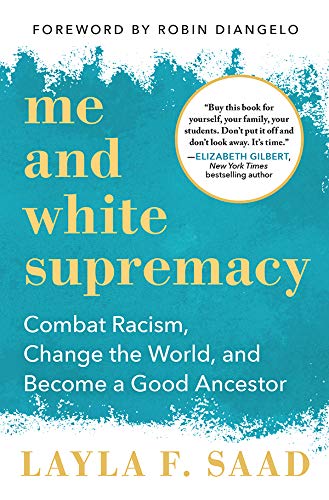 FOREWORD BY ROBIN DIANGELO
me
and
white
supremacy
“Buy this book for
yourself, your family, your
students. Don’t put it off and
don’t look away. It’s time.”
—ELIZABETH GILBERT,
New York Times
bestselling author
Combat Racism,
Change the World, and
Become a Good Ancestor
LAYLA F. SAAD